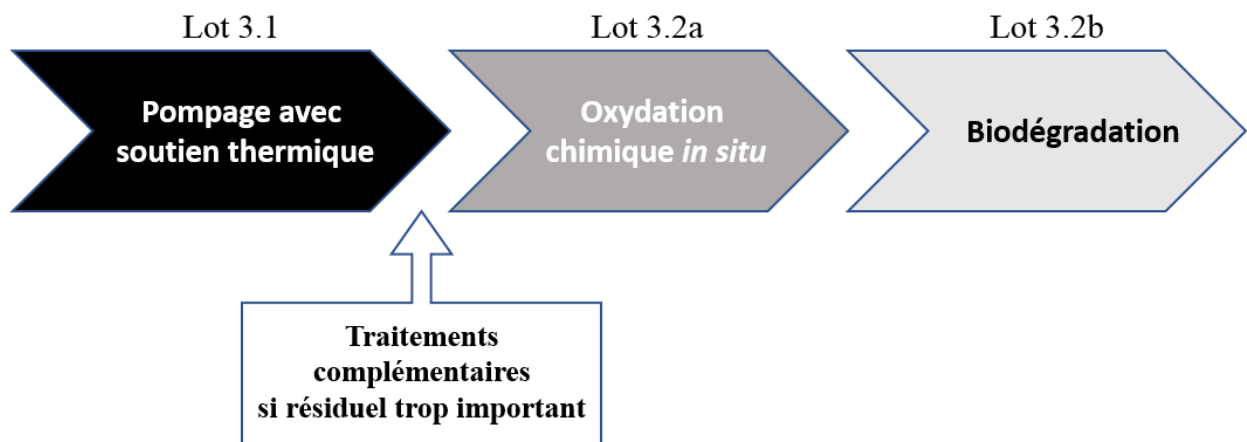 Lot 3.1
Lot 3.2a
Lot 3.2b
Pompage avec
soutien thermique
Oxydation
chimique in situ
Biodégradation
Traitements
complémentaires
si résiduel trop important